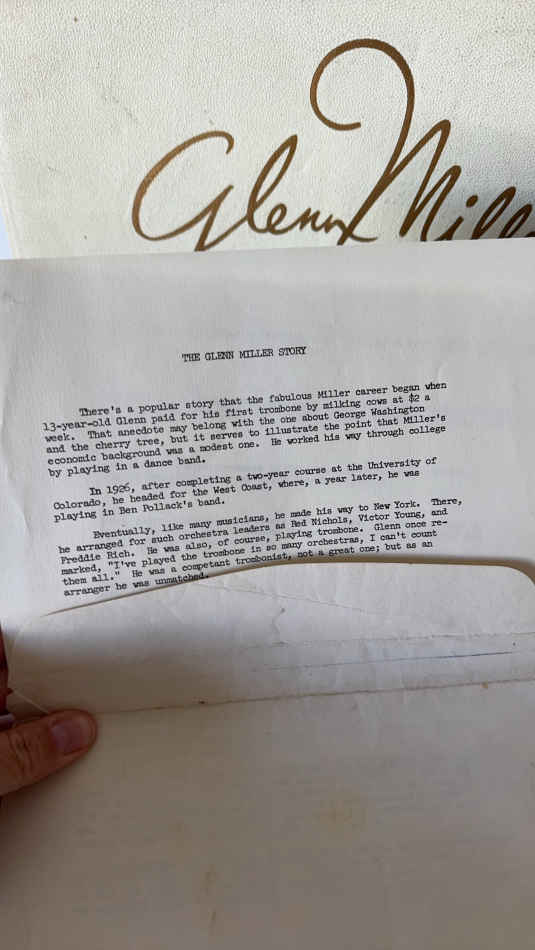 Glenn Mille
THE GLENN MILLER STORY
There's a popular story that the fabulous Miller career began when
13-year-old Glenn paid for his first trombone by milking cows at $2 a
week. That anecdote may belong with the one about George Washington
and the cherry tree, but it serves to illustrate the point that Miller's
economic background was a modest one. He worked his way through college
by playing in a dance band.
In 1926, after completing a two-year course at the University of
Colorado, he headed for the West Coast, where, a year later, he was
playing in Ben Pollack's band.
Eventually, like many musicians, he made his way to New York. There,
he arranged for such orchestra leaders as Red Nichols, Victor Young, and
Freddie Rich. He was also, of course, playing trombone. Glenn once re-
marked, "I've played the trombone in so many orchestras, I can't count
them all." He was a competant trombonist, not a great one; but as an
arranger he was unmatched.